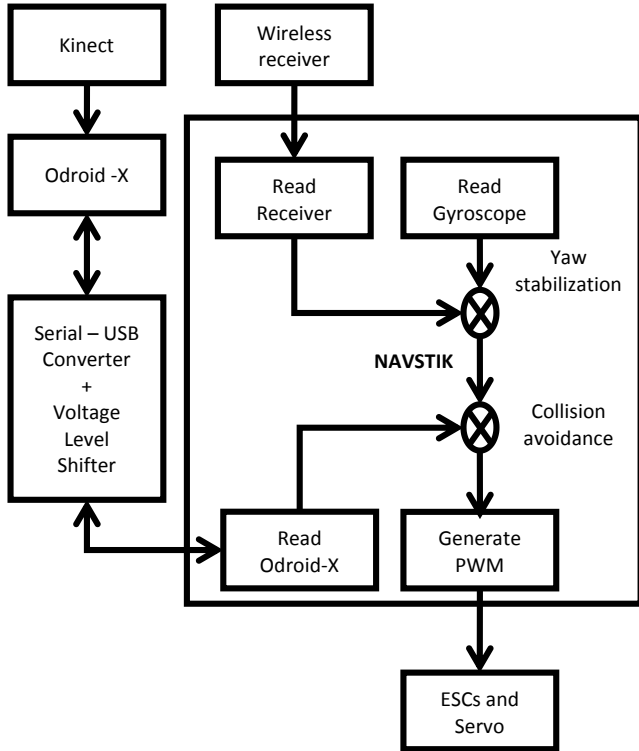 Kinect
Wireless
receiver
Odroid -X
Read
Receiver
Read
Gyroscope
Yaw
stabilization
Serial – USB
Converter
+
Voltage
Level
Shifter
NAVSTIK
Collision
avoidance
Read
Odroid-X
Generate
PWM
ESCs and
Servo